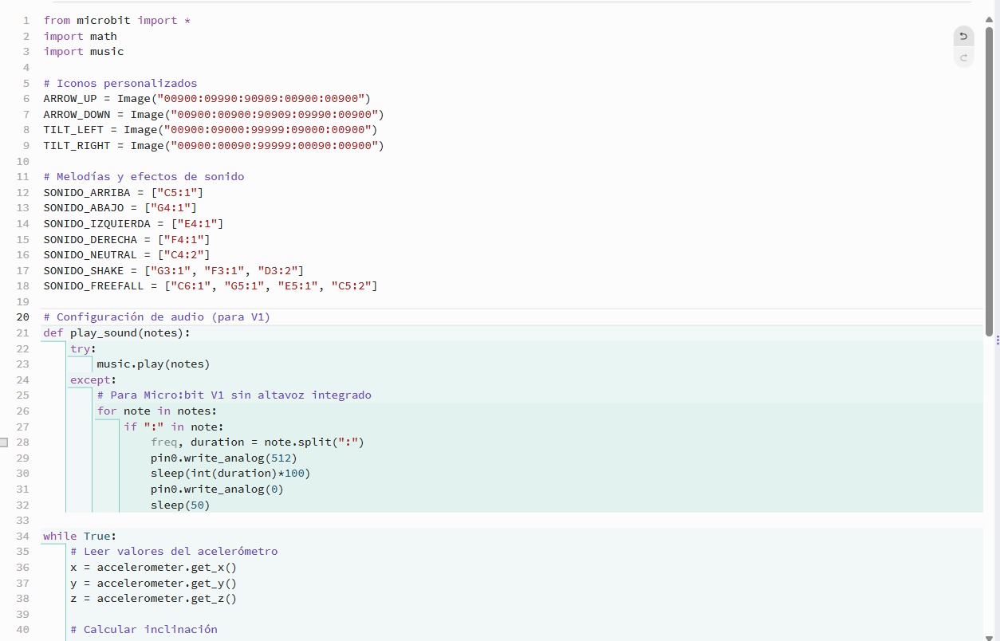 1 from microbit import *
2 import math
3 import music
4
5 # Iconos personalizados
6 ARROW_UP = Image("00900:09990:90909:00900:00900")
7 ARROW_DOWN = Image("00900:00900:90909:09990:00900")
8 TILT_LEFT = Image("00900:09000:99999:09000:00900")
9 TILT_RIGHT = Image("00900:00090:99999:00090:00900")
10
11 # Melodías y efectos de sonido
12 SONIDO_ARRIBA = ["C5:1"]
13 SONIDO_ABAJO = ["G4:1"]
14 SONIDO_IZQUIERDA = ["E4:1"]
15 SONIDO_DERECHA = ["F4:1"]
16 SONIDO_NEUTRAL = ["C4:2"]
17 SONIDO_SHAKE = ["G3:1", "F3:1", "D3:2"]
18 SONIDO_FREEFALL = ["C6:1", "G5:1", "E5:1", "C5:2"]
19
20 # Configuración de audio (para V1)
21 def play_sound(notes):
22     try:
23         music.play(notes)
24     except:
25         # Para Micro:bit V1 sin altavoz integrado
26         for note in notes:
27             if ":" in note:
28                 freq, duration = note.split(":")
29                 pin0.write_analog(512)
30                 sleep(int(duration)*100)
31                 pin0.write_analog(0)
32                 sleep(50)
33
34 while True:
35     # Leer valores del acelerómetro
36     x = accelerometer.get_x()
37     y = accelerometer.get_y()
38     z = accelerometer.get_z()
39
40     # Calcular inclinación